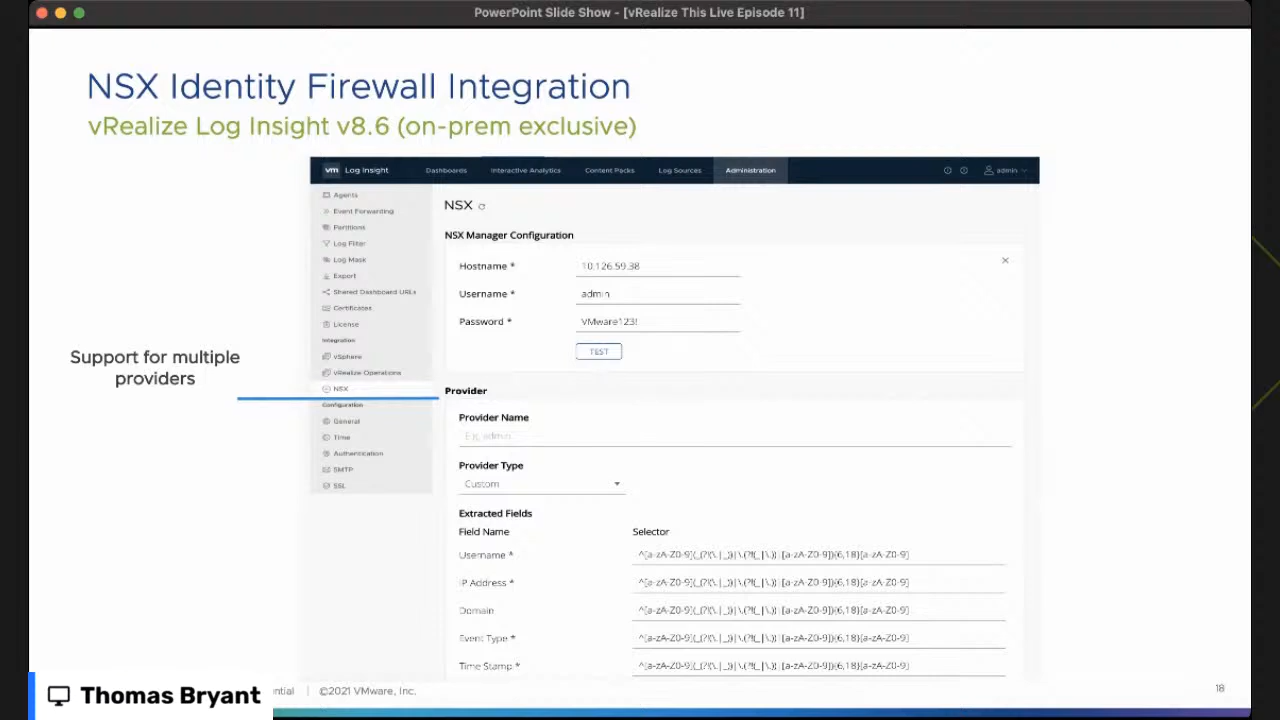 PowerPoint Slide Show - [vRealize This Live Episode 11]
NSX Identity Firewall Integration
vRealize Log Insight v8.6 (on-prem exclusive)
vm Log Insight Dashboards Interactive Analytics Content Packs Log Sources Administration admin
Agents
Event Forwarding
Partitions
Log Filter
Log Mask
Export
Shared Dashboard URLs
Certificates
License
Integration
vSphere
vRealize Operations
NSX
Configuration
General
Time
Authentication
SMTP
SSL
NSX
NSX Manager Configuration
Hostname * 10.126.59.38
Username * admin
Password * VMware123!
TEST
Support for multiple
providers
Provider
Provider Name
E.g. admin
Provider Type
Custom
Extracted Fields
Field Name Selector
Username *
IP Address *
Domain
Event Type *
Time Stamp *
Thomas Bryant
ntial | ©2021 VMware, Inc.
18